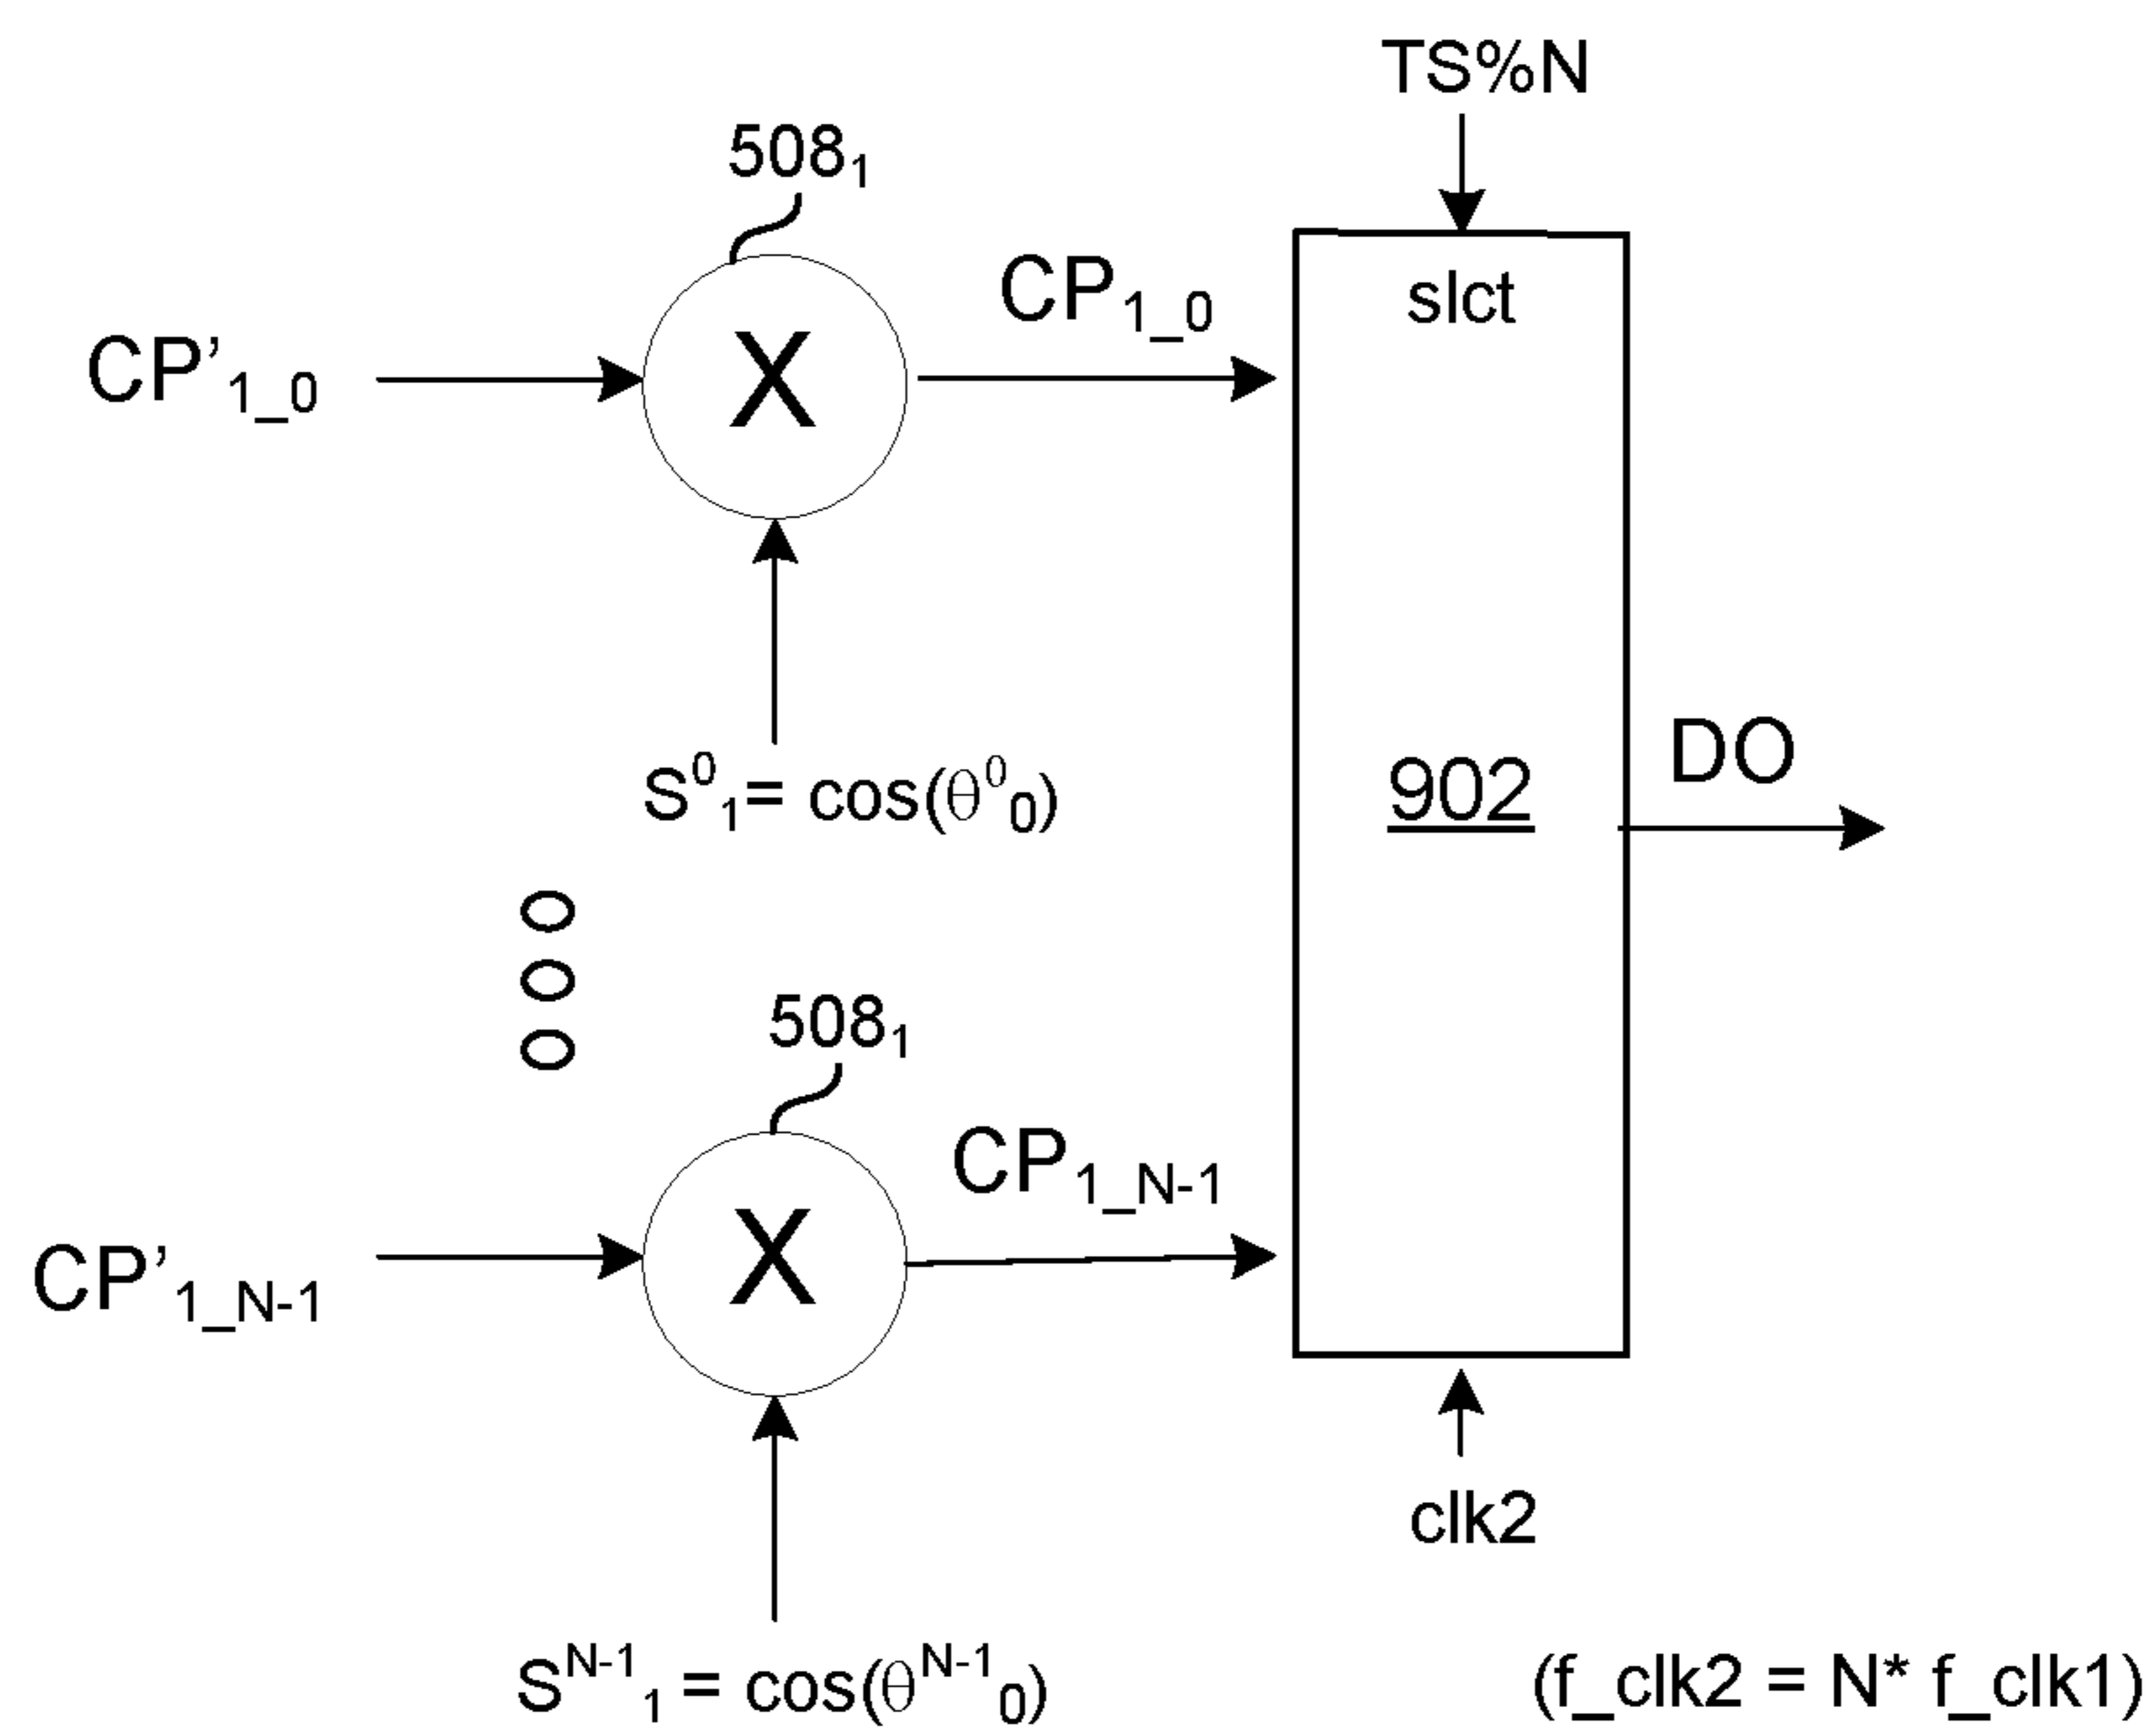 TS%N
508₁
CP₁_₀
slct
CP'₁_₀
X
DO
902
S⁰₁= cos(θ⁰₀)
508₁
CP₁_N-1
CP'₁_N-1
X
clk2
S^N-1₁ = cos(θ^N-1₀)
(f_clk2 = N* f_clk1)